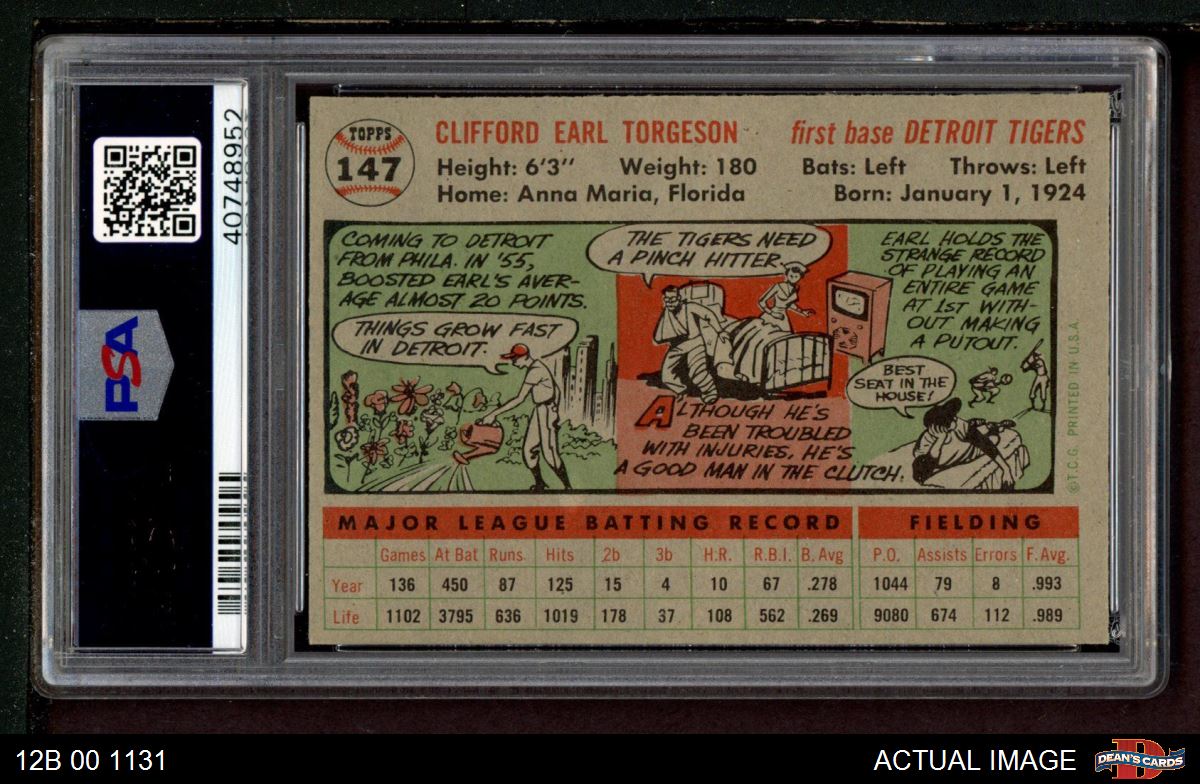 40748952
PSA
TOPPS
147
CLIFFORD EARL TORGESON first base DETROIT TIGERS
Height: 6'3" Weight: 180 Bats: Left Throws: Left
Home: Anna Maria, Florida Born: January 1, 1924
COMING TO DETROIT
FROM PHILA. IN '55,
BOOSTED EARL'S AVER-
AGE ALMOST 20 POINTS.
THINGS GROW FAST
IN DETROIT.
THE TIGERS NEED
A PINCH HITTER.
ALTHOUGH HE'S
BEEN TROUBLED
WITH INJURIES, HE'S
A GOOD MAN IN THE CLUTCH.
EARL HOLDS THE
STRANGE RECORD
OF PLAYING AN
ENTIRE GAME
AT 1ST WITH-
OUT MAKING
A PUTOUT.
BEST
SEAT IN THE
HOUSE!
©T.C.G. PRINTED IN U.S.A.
MAJOR LEAGUE BATTING RECORD FIELDING
Games At Bat Runs Hits 2b 3b H.R. R.B.I. B. Avg P.O. Assists Errors F. Avg.
Year 136 450 87 125 15 4 10 67 .278 1044 79 8 .993
Life 1102 3795 636 1019 178 37 108 562 .269 9080 674 112 .989
12B 00 1131 ACTUAL IMAGE DEAN'S CARDS